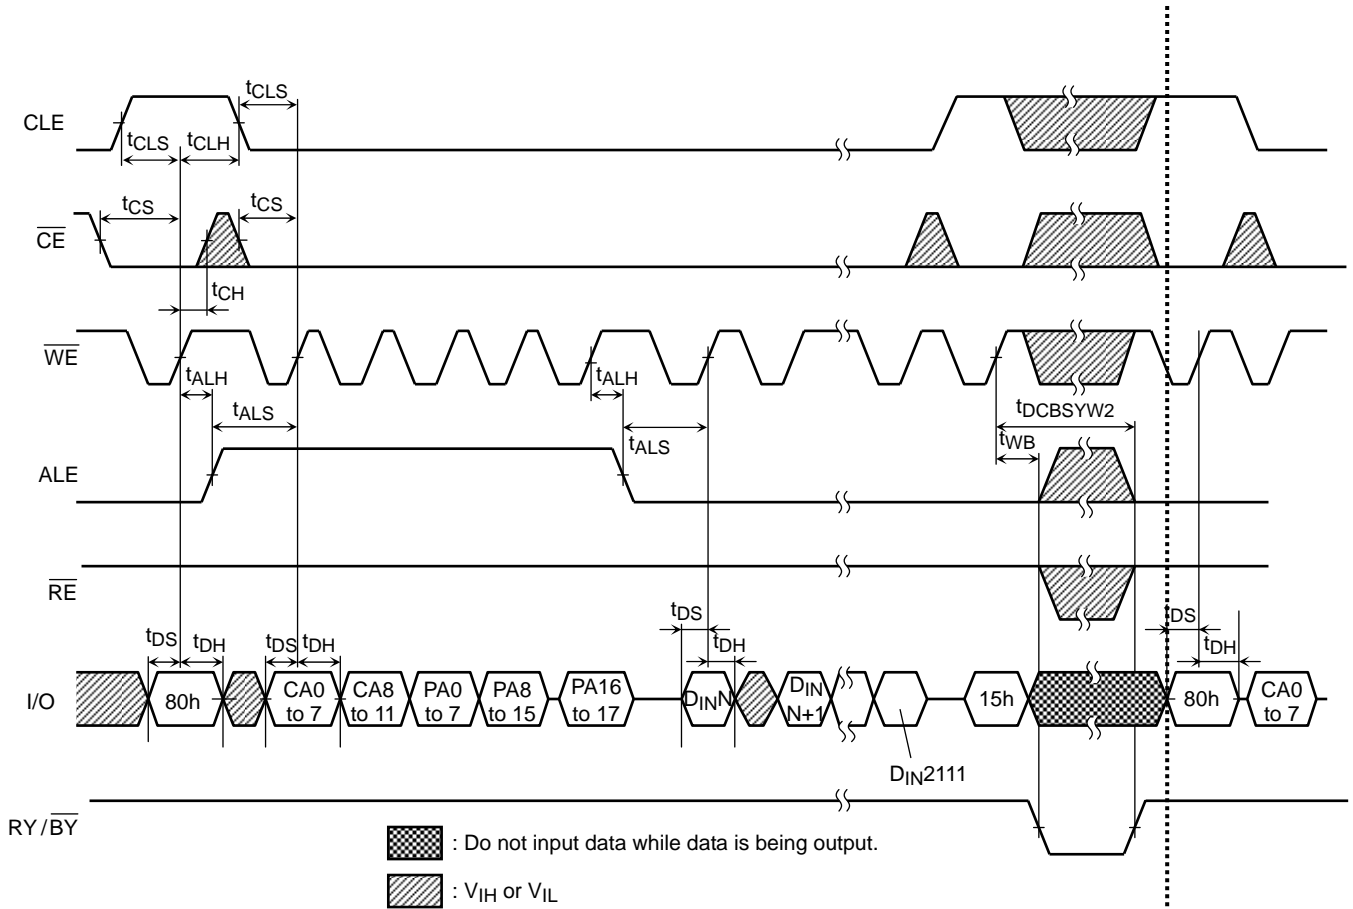 tCLS
CLE
tCLS
tCLH
tCS
tCS
CE
tCH
WE
tALH
tALH
tALS
tALS
tDCBSYW2
tWB
ALE
RE
tDS
tDH
tDS
tDH
tDS
tDH
DS
tDH
I/O
80h
CA0
to 7
CA8
to 11
PA0
to 7
PA8
to 15
PA16
to 17
DINN
DIN
N+1
DIN2111
15h
80h
CA0
to 7
RY/BY
: Do not input data while data is being output.
: VIH or VIL